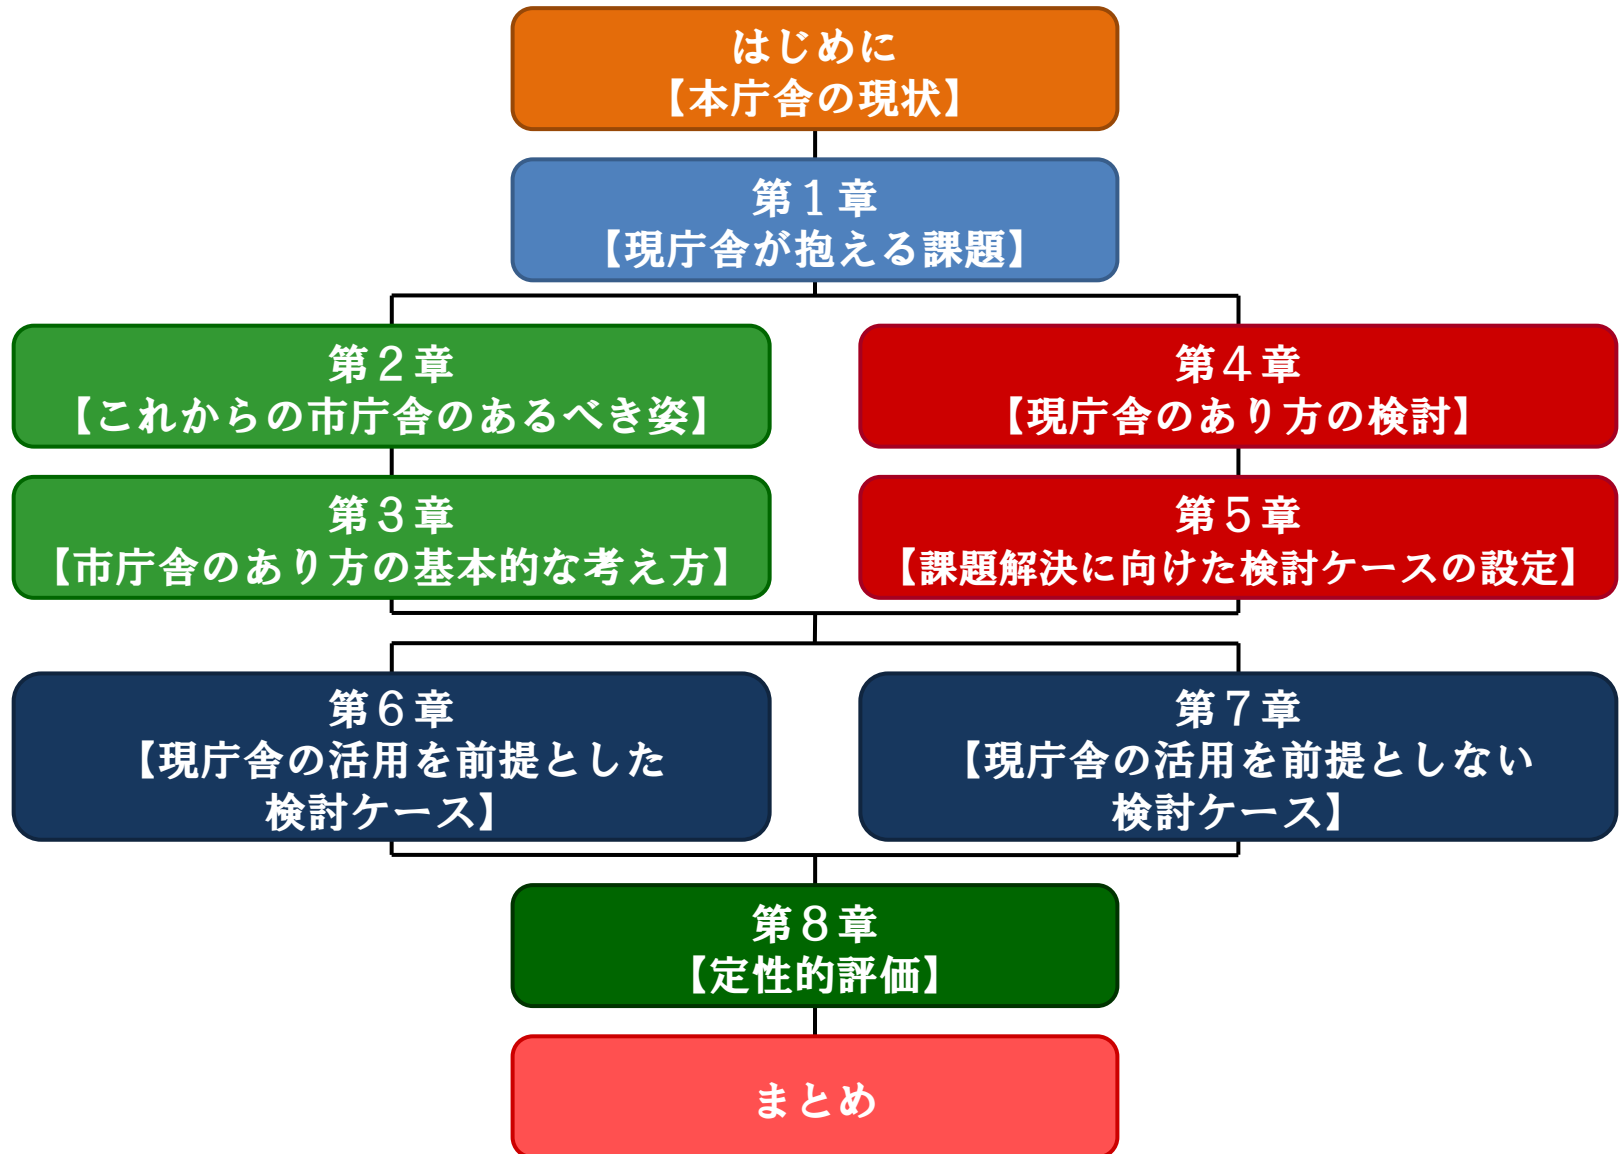 はじめに
【本庁舎の現状】
第１章
【現庁舎が抱える課題】
第２章
【これからの市庁舎のあるべき姿】
第４章
【現庁舎のあり方の検討】
第３章
【市庁舎のあり方の基本的な考え方】
第５章
【課題解決に向けた検討ケースの設定】
第６章
【現庁舎の活用を前提とした
検討ケース】
第７章
【現庁舎の活用を前提としない
検討ケース】
第８章
【定性的評価】
まとめ